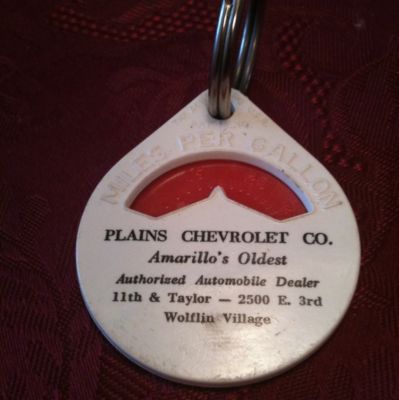 MILES PER GALLON
PLAINS CHEVROLET CO.
Amarillo's Oldest
Authorized Automobile Dealer
11th & Taylor — 2500 E. 3rd
Wolflin Village